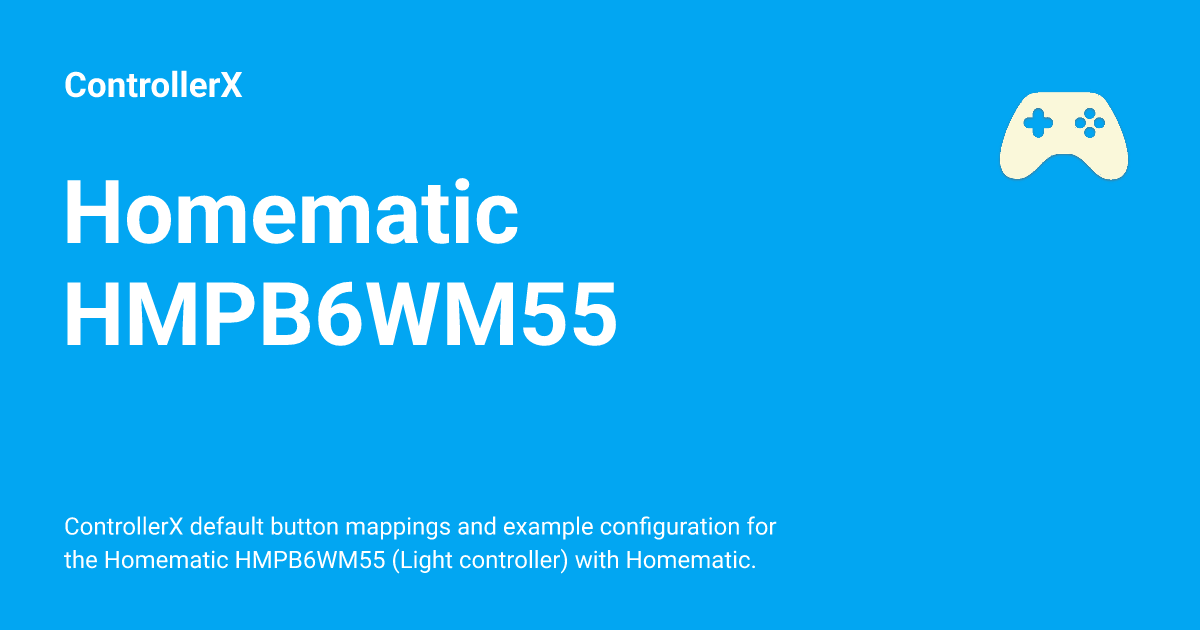 ControllerX
Homematic
HMPB6WM55
ControllerX default button mappings and example configuration for
the Homematic HMPB6WM55 (Light controller) with Homematic.